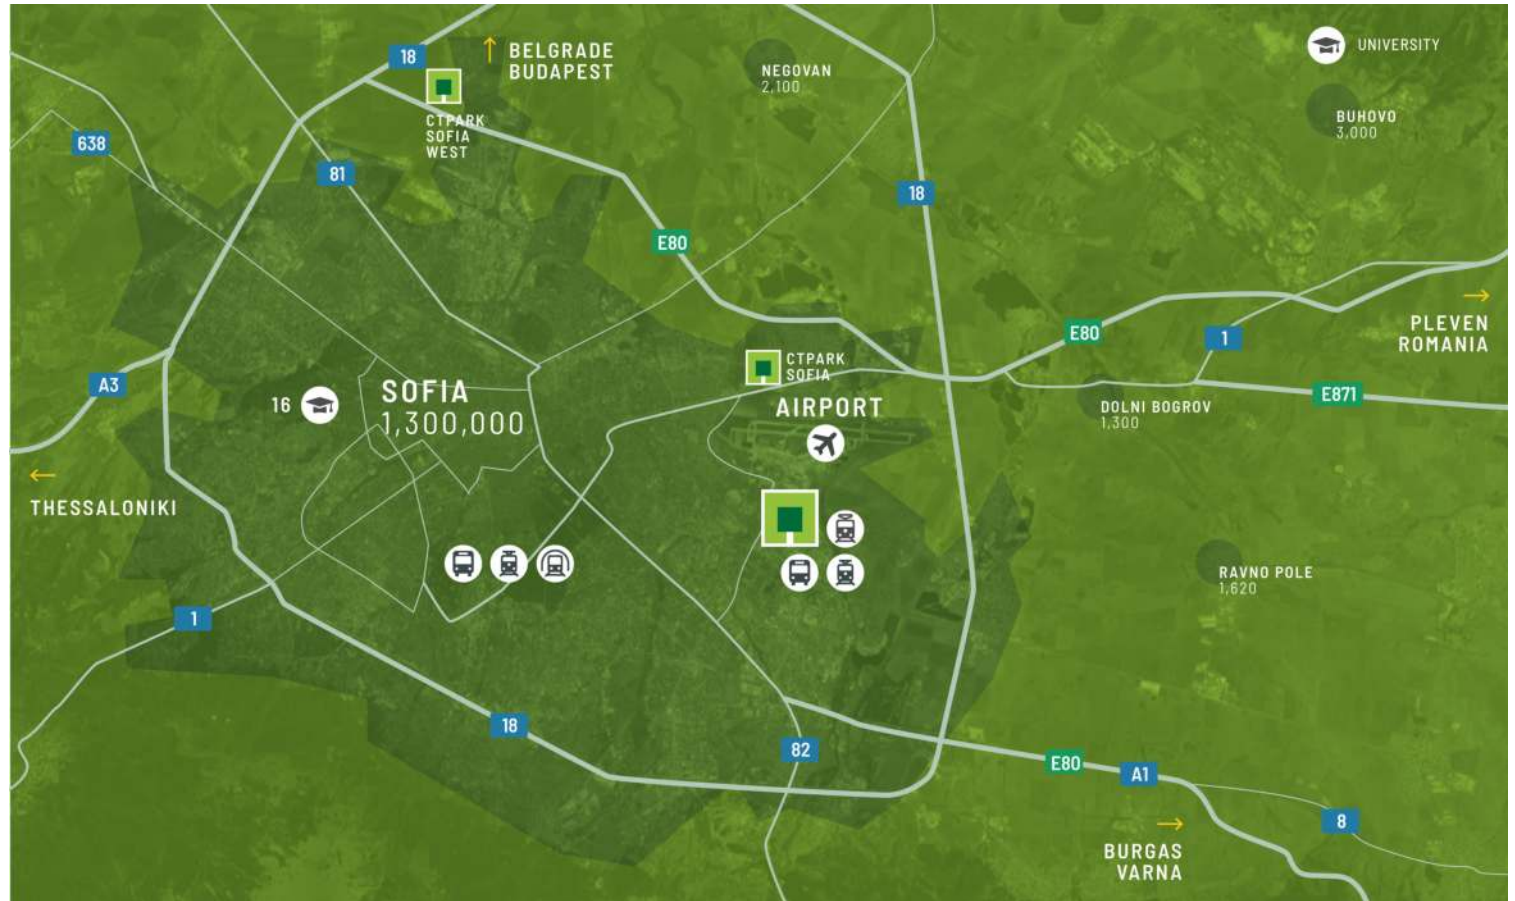 18
BELGRADE
BUDAPEST
UNIVERSITY
NEGOVAN
2,100
BUHOVO
3,000
CTPARK
SOFIA
WEST
638
81
18
E80
PLEVEN
ROMANIA
E80
1
CTPARK
SOFIA
A3
SOFIA
1,300,000
16
AIRPORT
E871
DOLNI BOGROV
1,300
THESSALONIKI
RAVNO POLE
1,620
1
18
82
E80
A1
8
BURGAS
VARNA